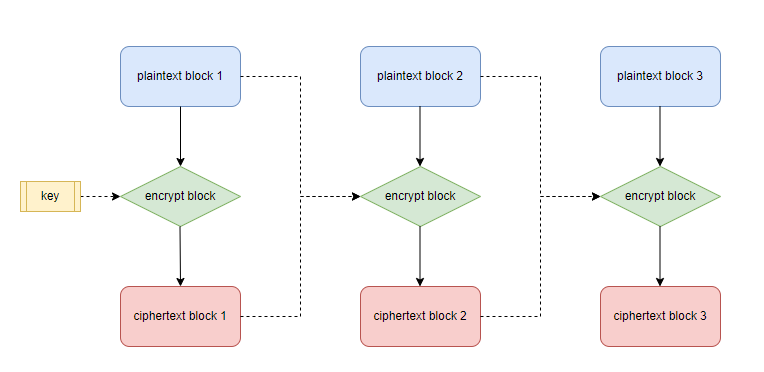 plaintext block 1
plaintext block 2
plaintext block 3
key
encrypt block
encrypt block
encrypt block
ciphertext block 1
ciphertext block 2
ciphertext block 3